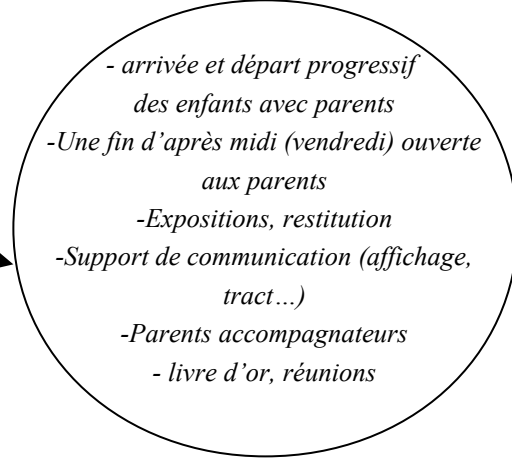 - arrivée et départ progressif
des enfants avec parents
-Une fin d’après midi (vendredi) ouverte
aux parents
-Expositions, restitution
-Support de communication (affichage,
tract…)
-Parents accompagnateurs
- livre d’or, réunions